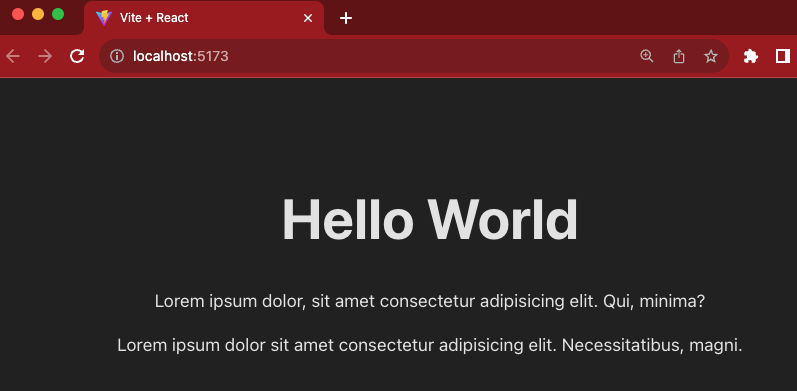 Vite + React
localhost:5173
Hello World
Lorem ipsum dolor, sit amet consectetur adipisicing elit. Qui, minima?
Lorem ipsum dolor sit amet consectetur adipisicing elit. Necessitatibus, magni.